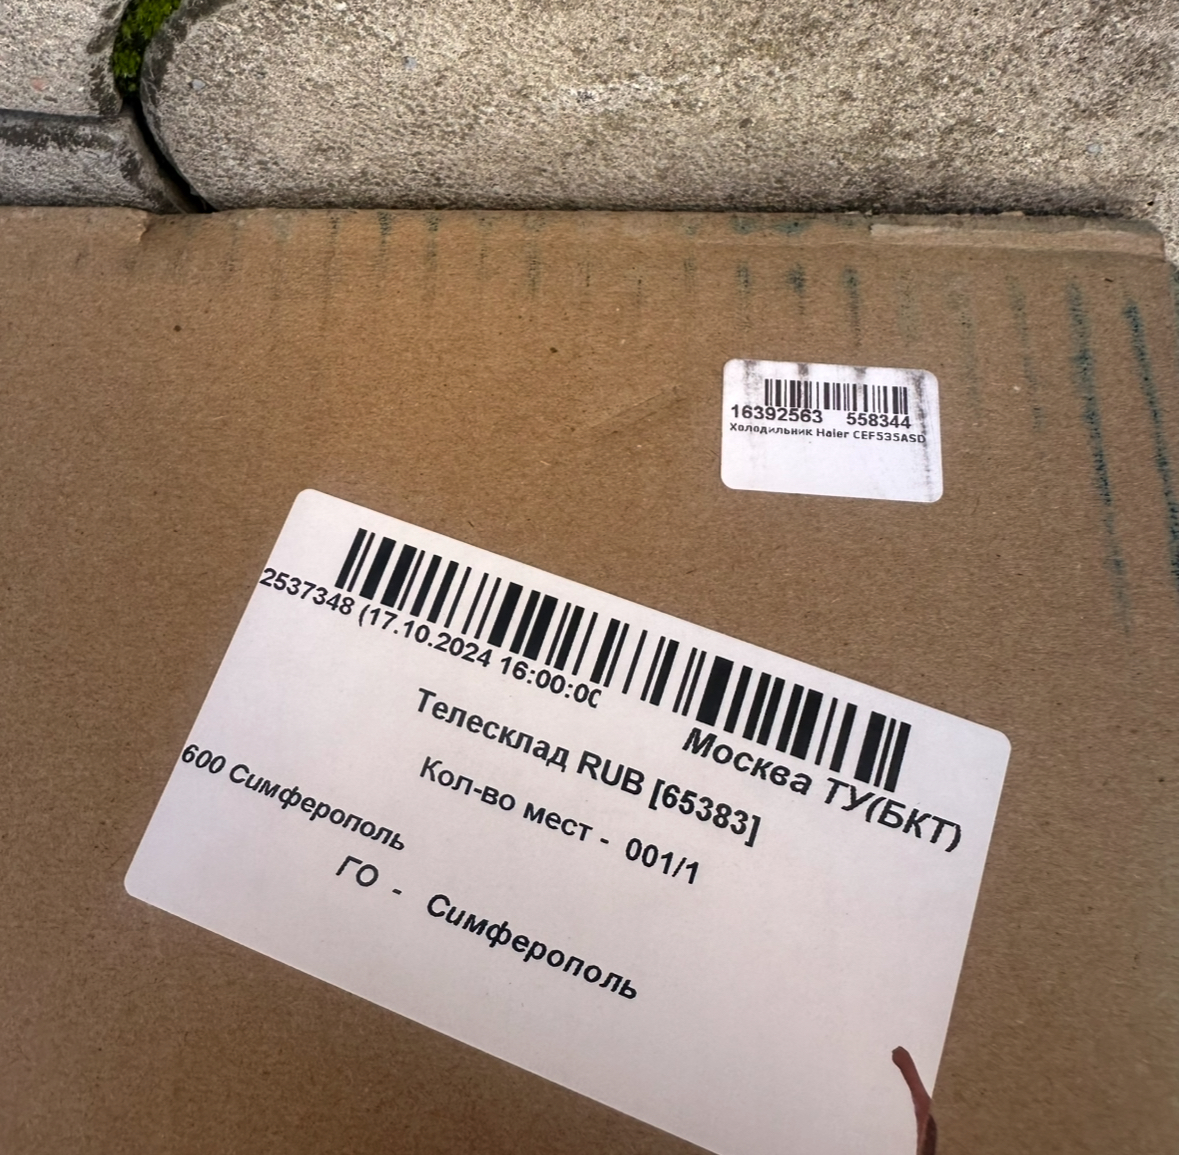 16392563 558344
Холодильник Haier CEF535ASD
2537348 (17.10.2024 16:00:00
Москва ТУ(БКТ)
Телесклад RUB [65383]
Кол-во мест - 001/1
600 Симферополь
ГО - Симферополь